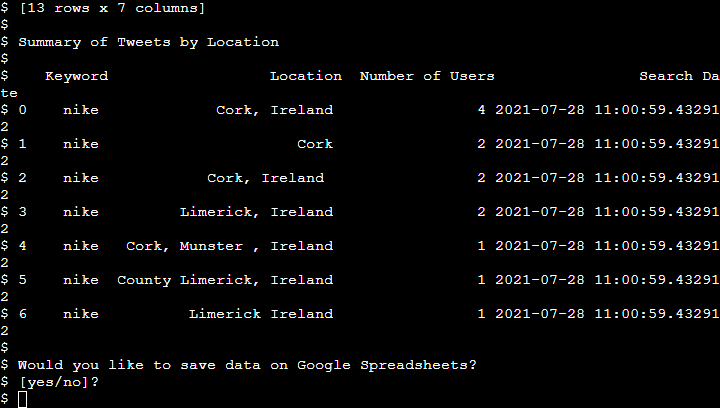 $ [13 rows x 7 columns]
$
$ Summary of Tweets by Location
$
$    Keyword                  Location  Number of Users                Search Da
te
$ 0    nike             Cork, Ireland                4 2021-07-28 11:00:59.43291
2
$ 1    nike                      Cork                2 2021-07-28 11:00:59.43291
2
$ 2    nike            Cork, Ireland                 2 2021-07-28 11:00:59.43291
2
$ 3    nike         Limerick, Ireland                2 2021-07-28 11:00:59.43291
2
$ 4    nike   Cork, Munster , Ireland                1 2021-07-28 11:00:59.43291
2
$ 5    nike  County Limerick, Ireland                1 2021-07-28 11:00:59.43291
2
$ 6    nike          Limerick Ireland                1 2021-07-28 11:00:59.43291
2
$
$ Would you like to save data on Google Spreadsheets?
$ [yes/no]?
$